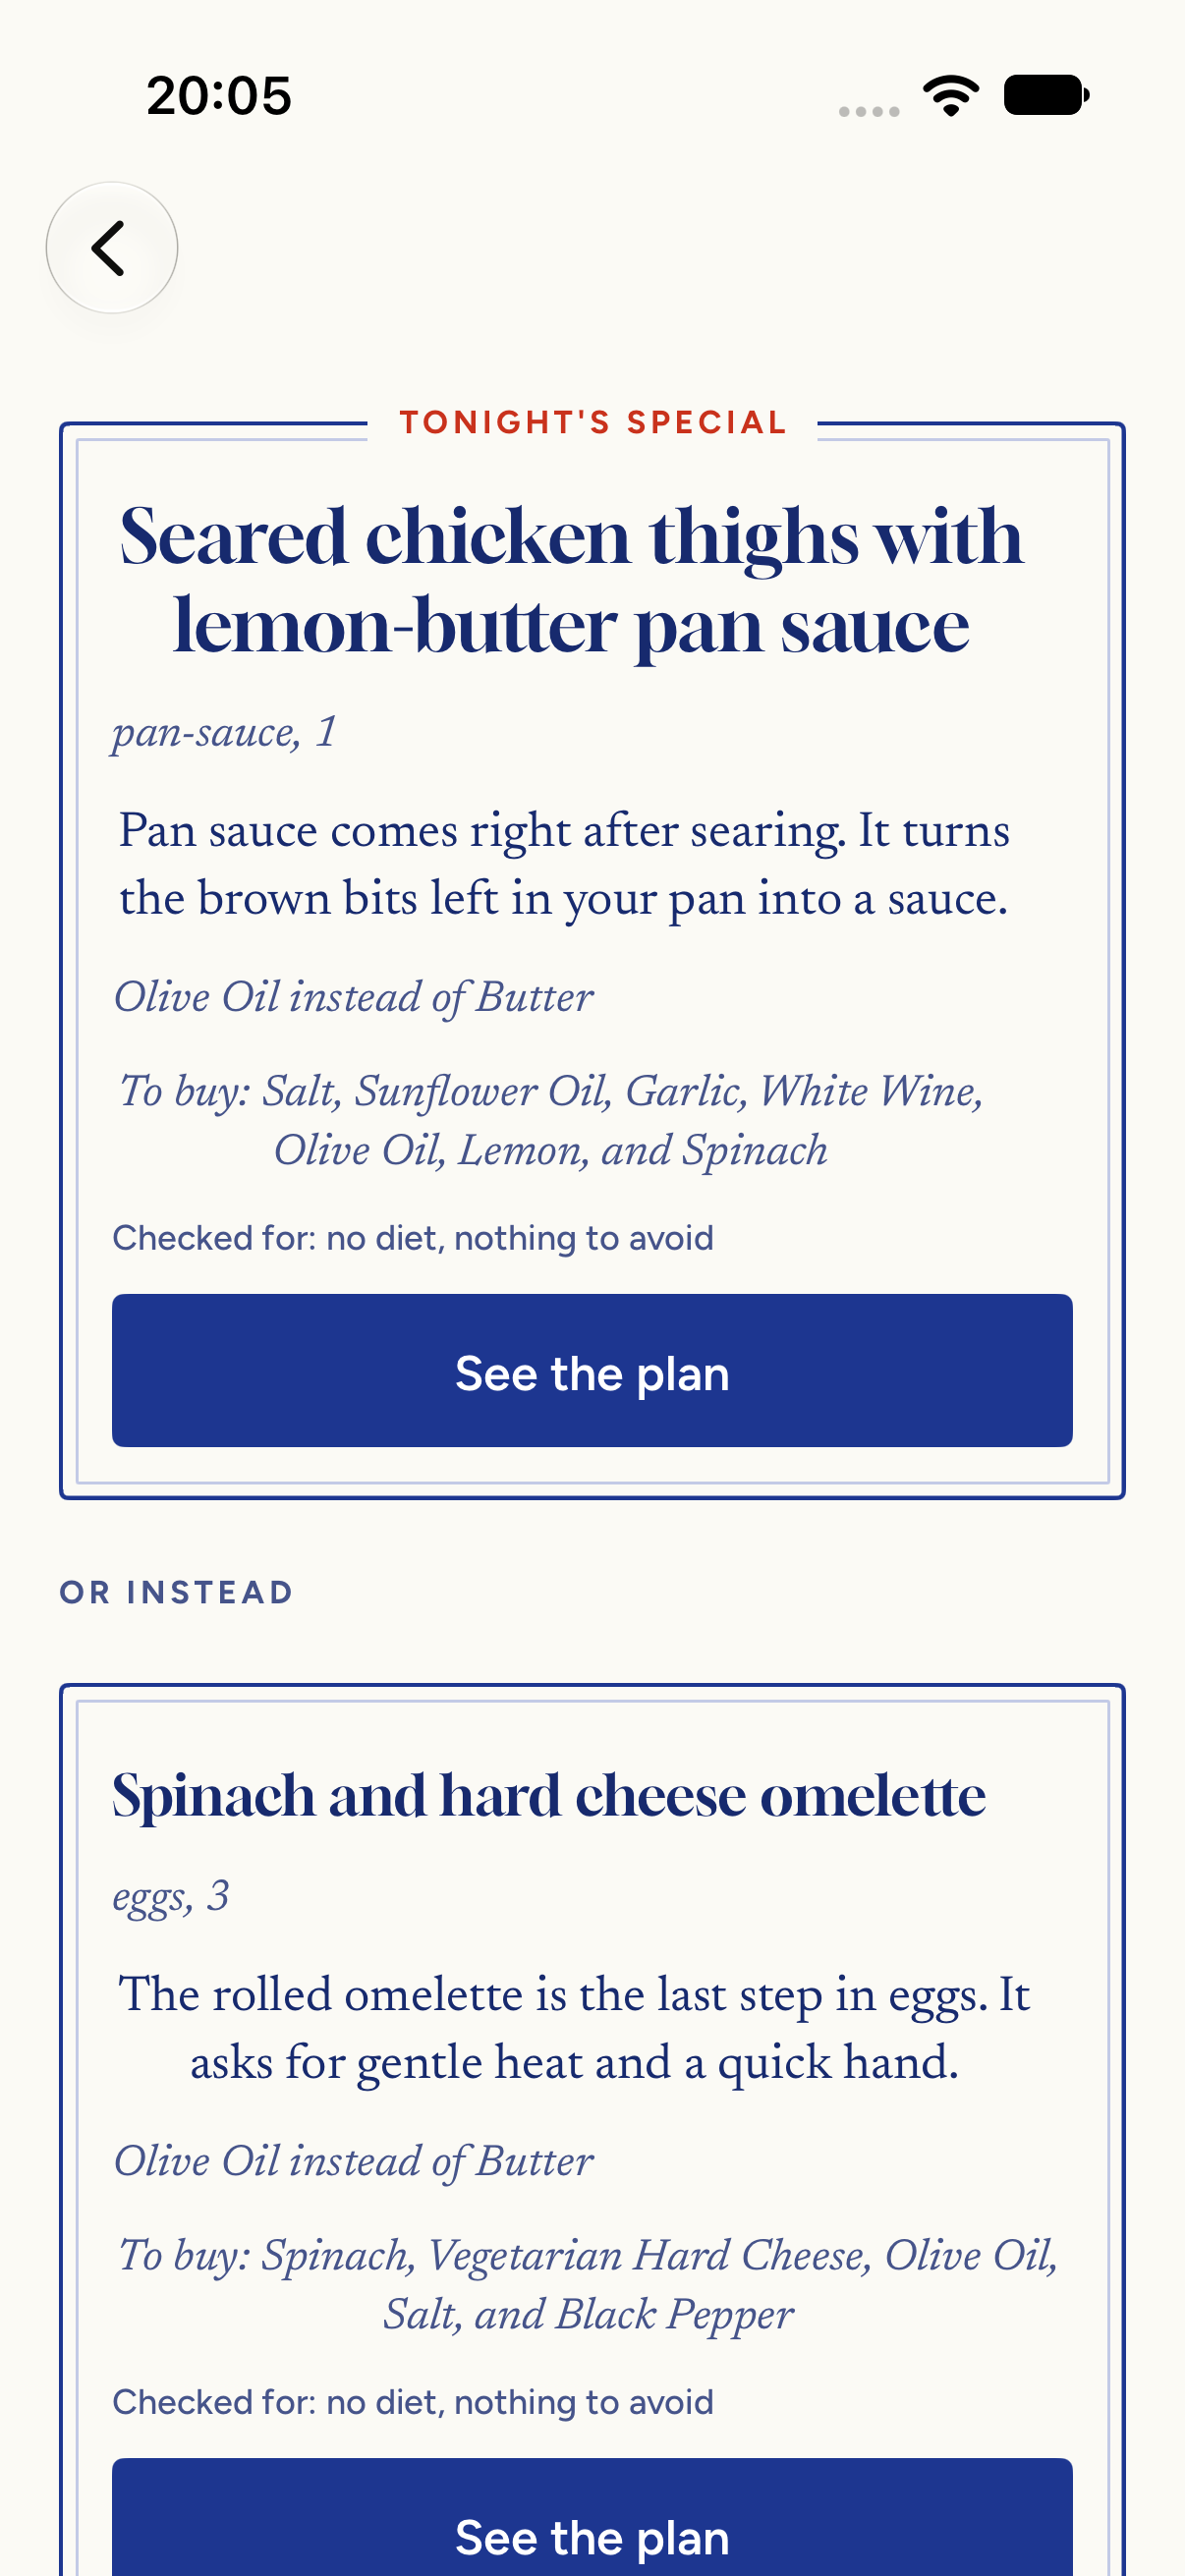 20:05
TONIGHT'S SPECIAL
Seared chicken thighs with
lemon-butter pan sauce
pan-sauce, 1
Pan sauce comes right after searing. It turns
the brown bits left in your pan into a sauce.
Olive Oil instead of Butter
To buy: Salt, Sunflower Oil, Garlic, White Wine,
Olive Oil, Lemon, and Spinach
Checked for: no diet, nothing to avoid
See the plan
OR INSTEAD
Spinach and hard cheese omelette
eggs, 3
The rolled omelette is the last step in eggs. It
asks for gentle heat and a quick hand.
Olive Oil instead of Butter
To buy: Spinach, Vegetarian Hard Cheese, Olive Oil,
Salt, and Black Pepper
Checked for: no diet, nothing to avoid
See the plan